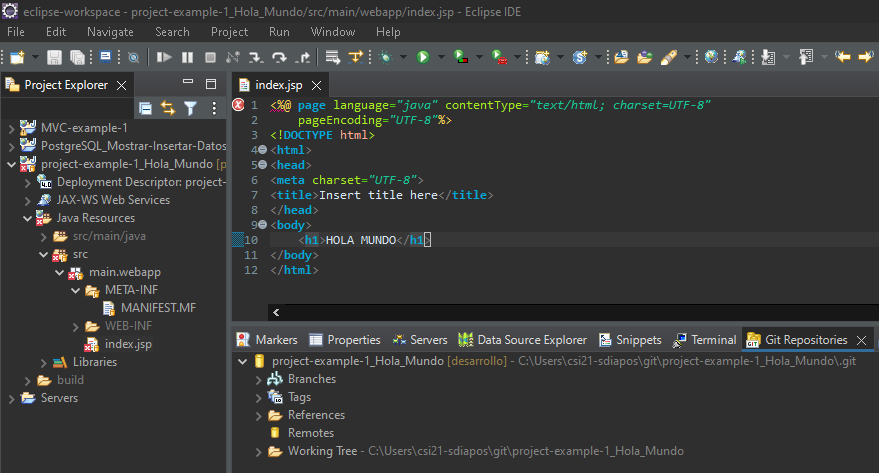 eclipse-workspace - project-example-1_Hola_Mundo/src/main/webapp/index.jsp - Eclipse IDE
File Edit Navigate Search Project Run Window Help
Project Explorer
MVC-example-1
PostgreSQL_Mostrar-Insertar-Datos
project-example-1_Hola_Mundo [p
Deployment Descriptor: project-
JAX-WS Web Services
Java Resources
src/main/java
src
main.webapp
META-INF
MANIFEST.MF
WEB-INF
index.jsp
Libraries
build
Servers
index.jsp
1 <%@ page language="java" contentType="text/html; charset=UTF-8"
2 pageEncoding="UTF-8"%>
3 <!DOCTYPE html>
4 <html>
5 <head>
6 <meta charset="UTF-8">
7 <title>Insert title here</title>
8 </head>
9 <body>
10 <h1>HOLA MUNDO</h1>
11 </body>
12 </html>
Markers Properties Servers Data Source Explorer Snippets Terminal Git Repositories
project-example-1_Hola_Mundo [desarrollo] - C:\Users\csi21-sdiapos\git\project-example-1_Hola_Mundo\.git
Branches
Tags
References
Remotes
Working Tree - C:\Users\csi21-sdiapos\git\project-example-1_Hola_Mundo